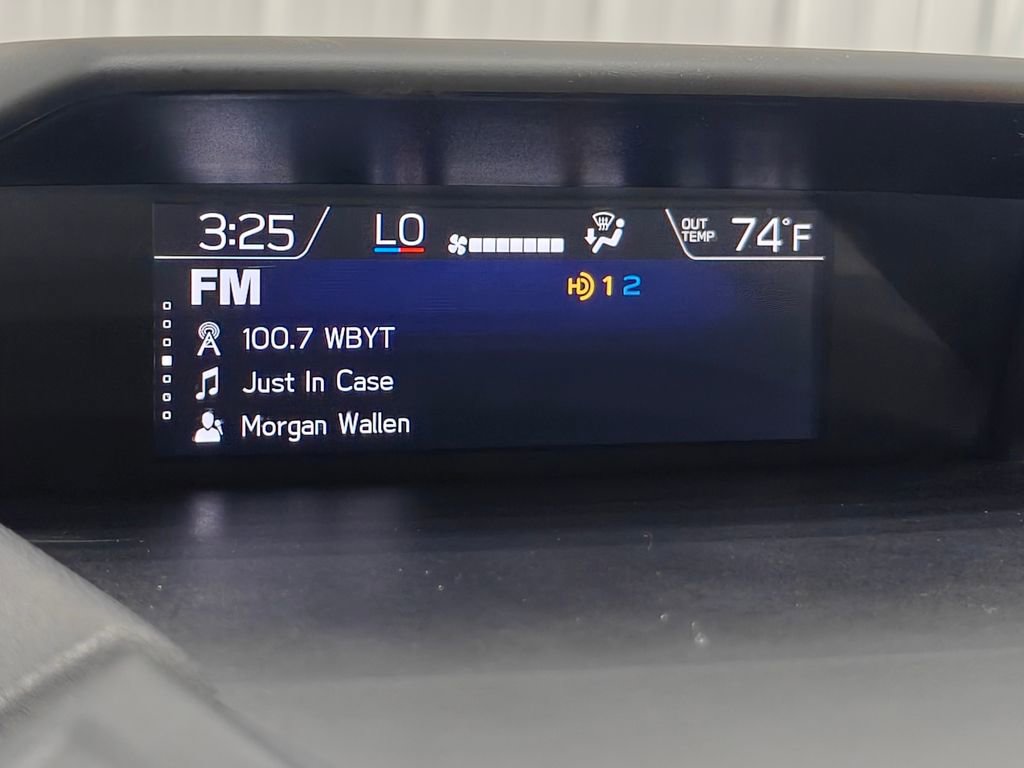 3:25 LO OUT TEMP 74°F
FM HD 1 2
100.7 WBYT
Just In Case
Morgan Wallen